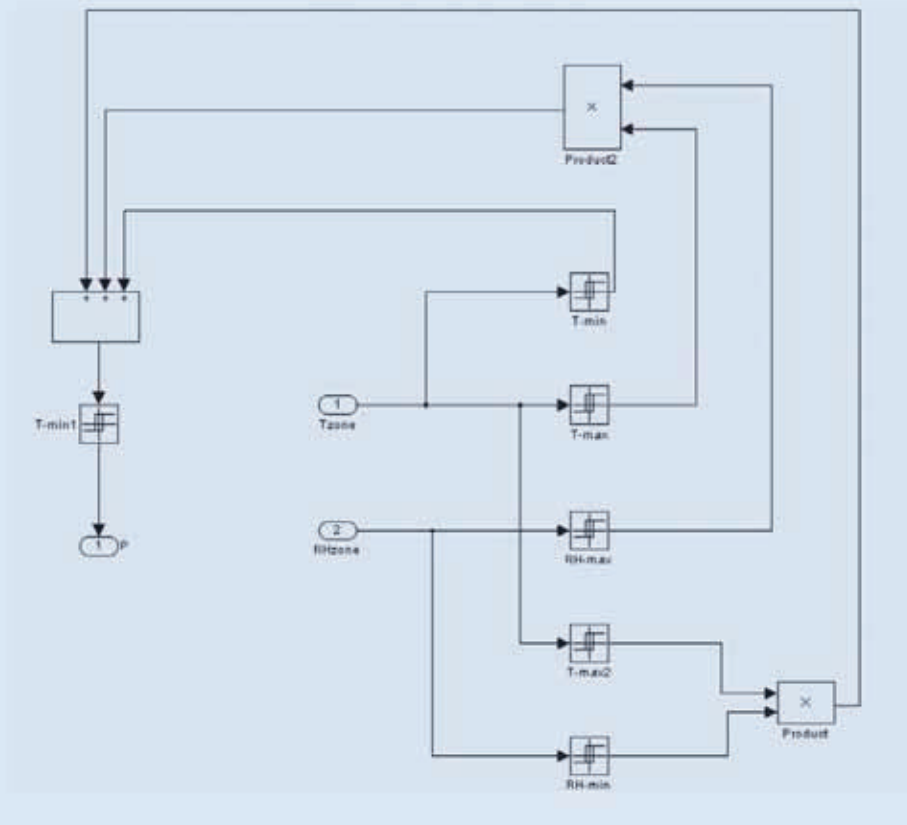 ×
Product2
+ + +
T-min
T-min1
1
Tzone
T-max
1
P
2
RHzone
RH-max
T-max2
×
Product
RH-min